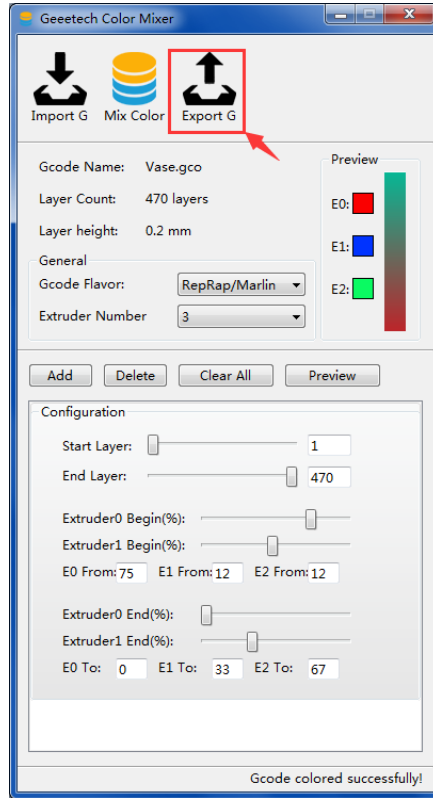 Geeetech Color Mixer
Import G Mix Color Export G
Gcode Name: Vase.gco
Layer Count: 470 layers
Layer height: 0.2 mm
General
Gcode Flavor: RepRap/Marlin
Extruder Number 3
Preview
E0:
E1:
E2:
Add Delete Clear All Preview
Configuration
Start Layer: 1
End Layer: 470
Extruder0 Begin(%):
Extruder1 Begin(%):
E0 From: 75 E1 From: 12 E2 From: 12
Extruder0 End(%):
Extruder1 End(%):
E0 To: 0 E1 To: 33 E2 To: 67
Gcode colored successfully!